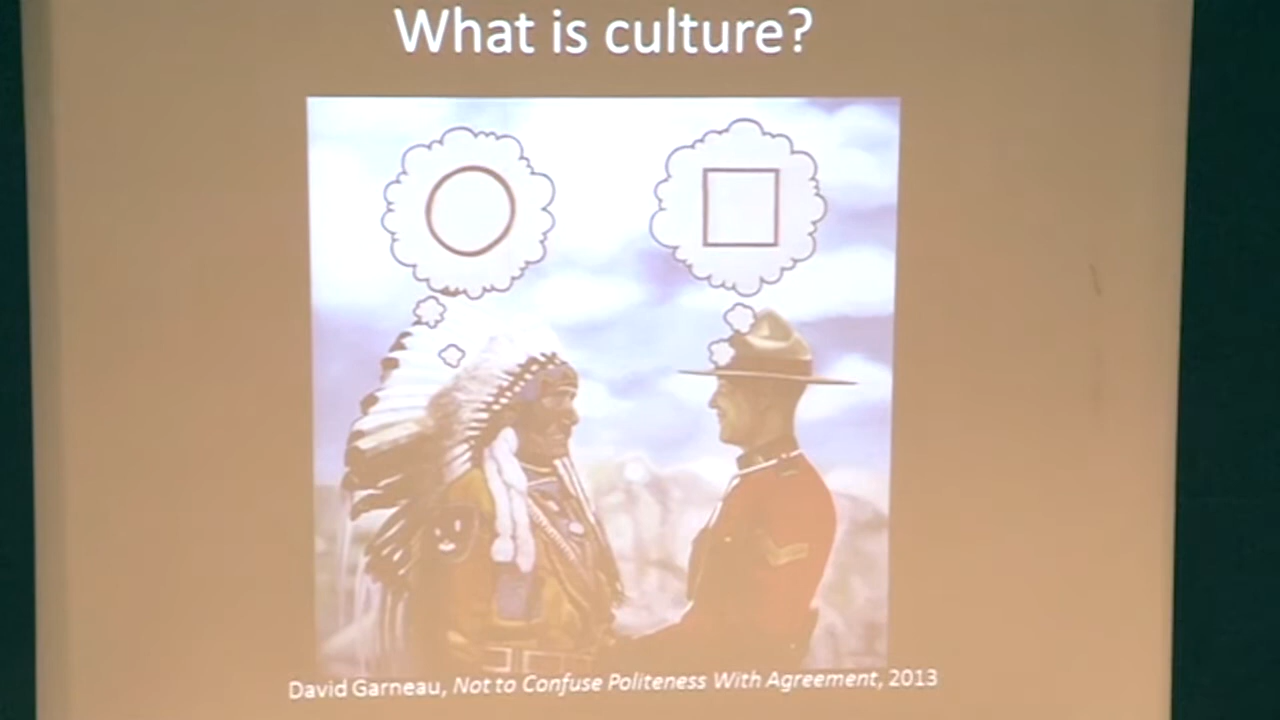 What is culture?
David Garneau, Not to Confuse Politeness With Agreement, 2013